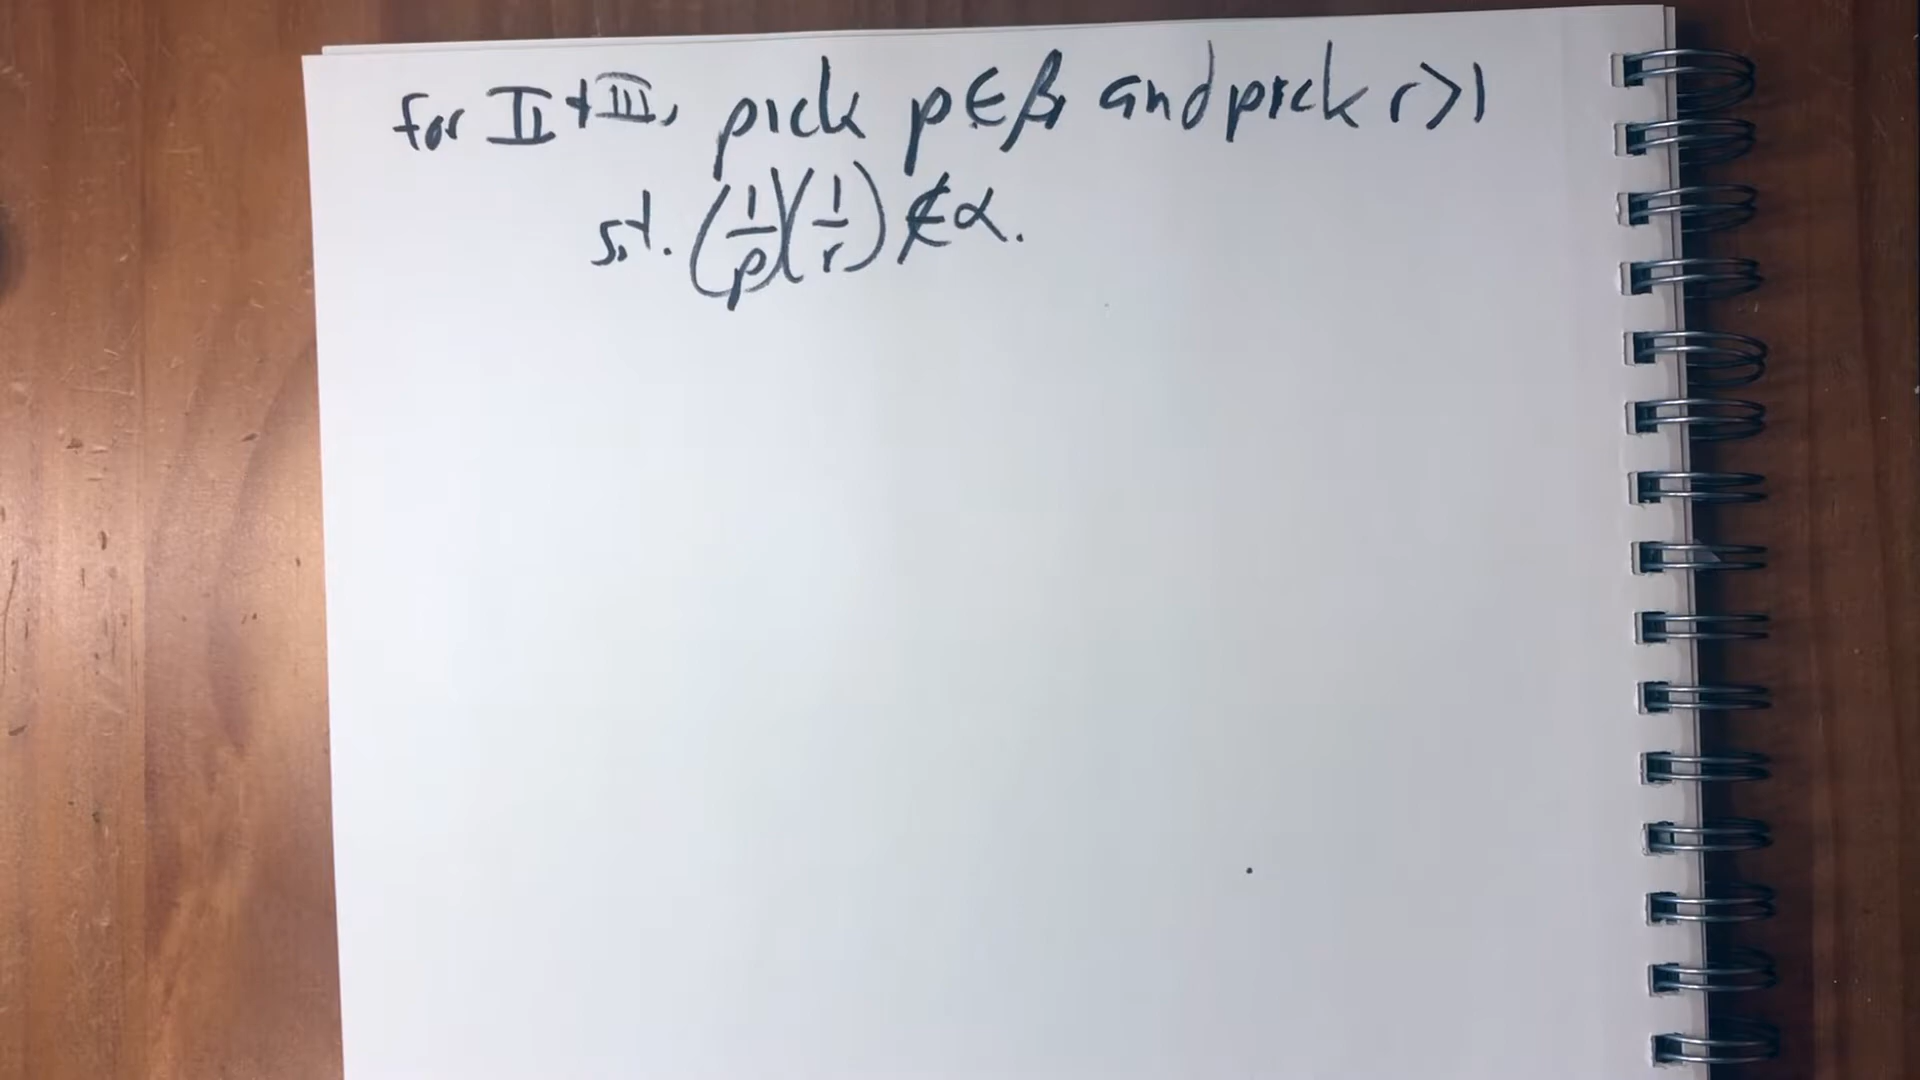 for II + III, pick p∈β, and pick r>1
s.t. (1/p)(1/r) ∉ α.